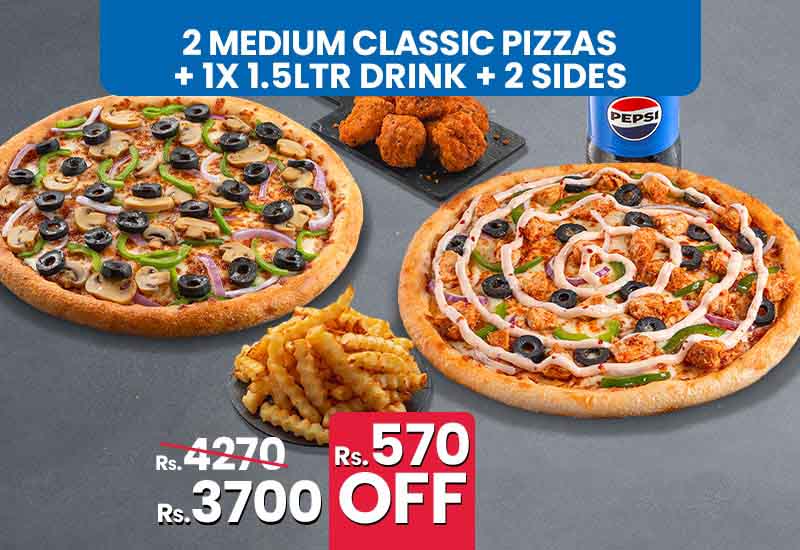 2 MEDIUM CLASSIC PIZZAS
+ 1X 1.5LTR DRINK + 2 SIDES
PEPSI
Rs.4270
Rs.3700
Rs.570
OFF